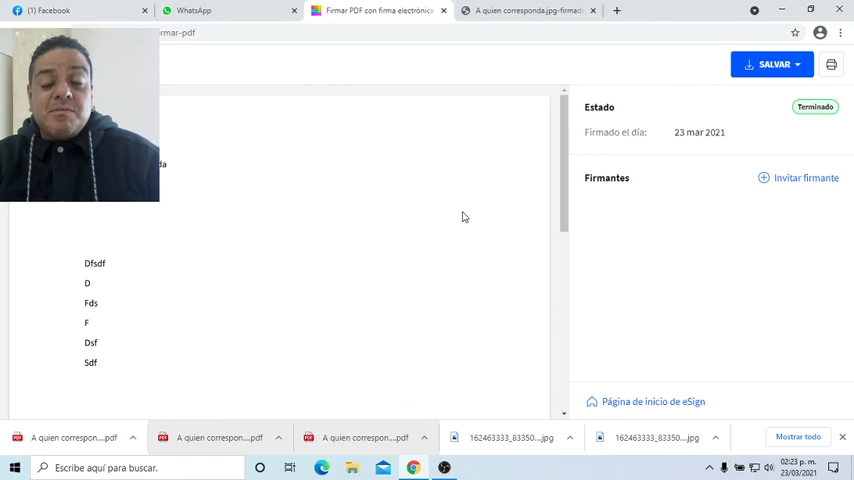 (1) Facebook
WhatsApp
Firmar PDF con firma electrónica
A quien corresponda.jpg-firmado
rmar-pdf
SALVAR
Estado
Terminado
Firmado el día: 23 mar 2021
da
Firmantes
Invitar firmante
Dfsdf
D
Fds
F
Dsf
Sdf
Página de inicio de eSign
A quien correspon....pdf
A quien correspon....pdf
A quien correspon....pdf
162463333_83350....jpg
162463333_83350....jpg
Mostrar todo
Escribe aquí para buscar.
02:23 p. m.
23/03/2021